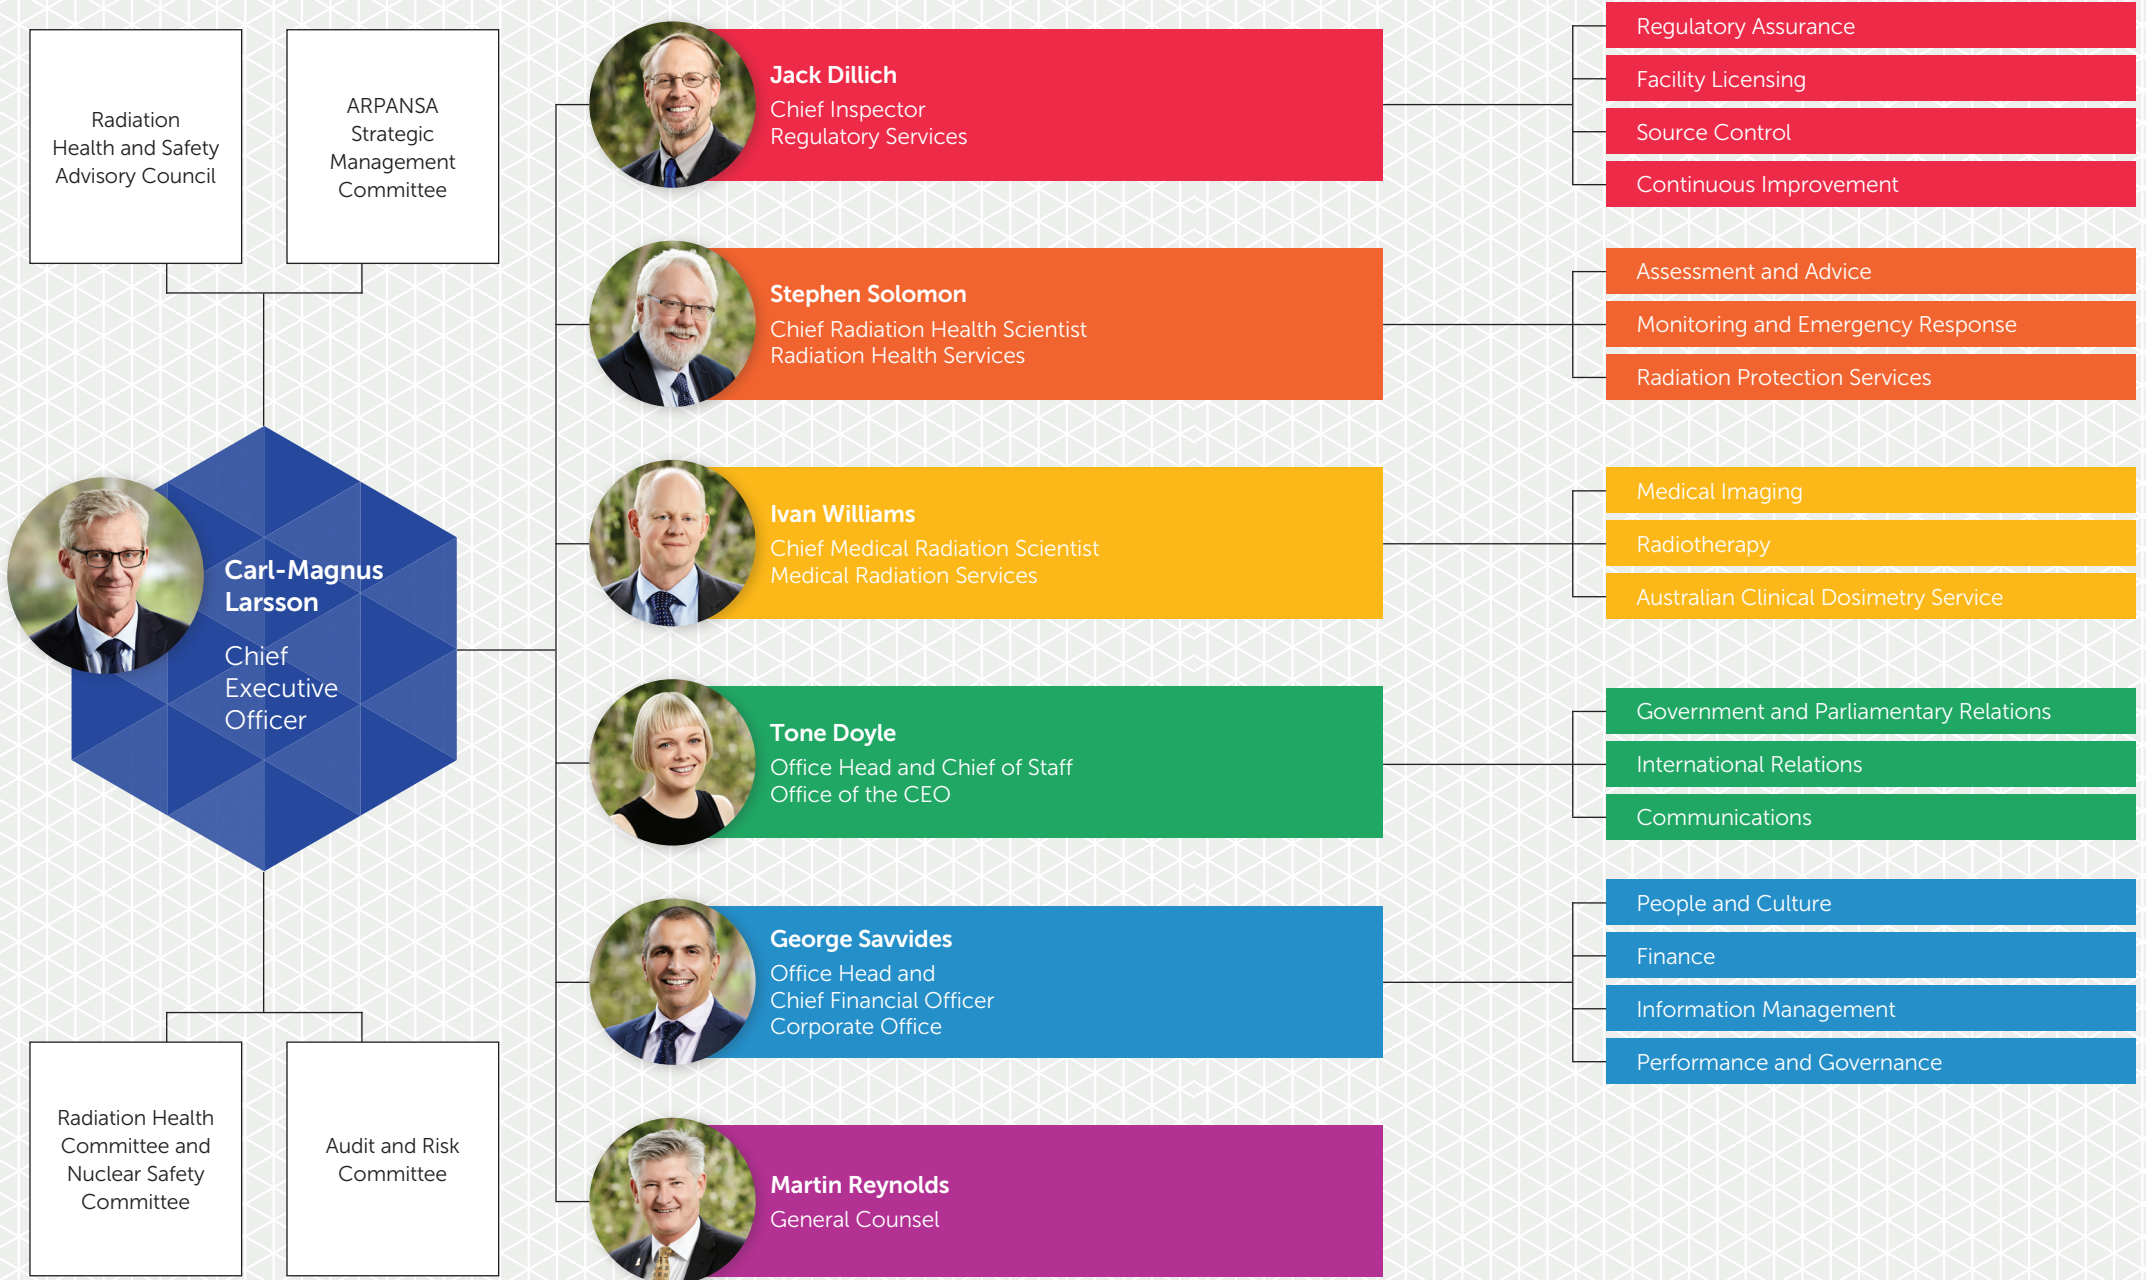 Radiation
Health and Safety
Advisory Council
ARPANSA
Strategic
Management
Committee
Carl-Magnus
Larsson
Chief
Executive
Officer
Radiation Health
Committee and
Nuclear Safety
Committee
Audit and Risk
Committee
Jack Dillich
Chief Inspector
Regulatory Services
Regulatory Assurance
Facility Licensing
Source Control
Continuous Improvement
Stephen Solomon
Chief Radiation Health Scientist
Radiation Health Services
Assessment and Advice
Monitoring and Emergency Response
Radiation Protection Services
Ivan Williams
Chief Medical Radiation Scientist
Medical Radiation Services
Medical Imaging
Radiotherapy
Australian Clinical Dosimetry Service
Tone Doyle
Office Head and Chief of Staff
Office of the CEO
Government and Parliamentary Relations
International Relations
Communications
George Savvides
Office Head and
Chief Financial Officer
Corporate Office
People and Culture
Finance
Information Management
Performance and Governance
Martin Reynolds
General Counsel